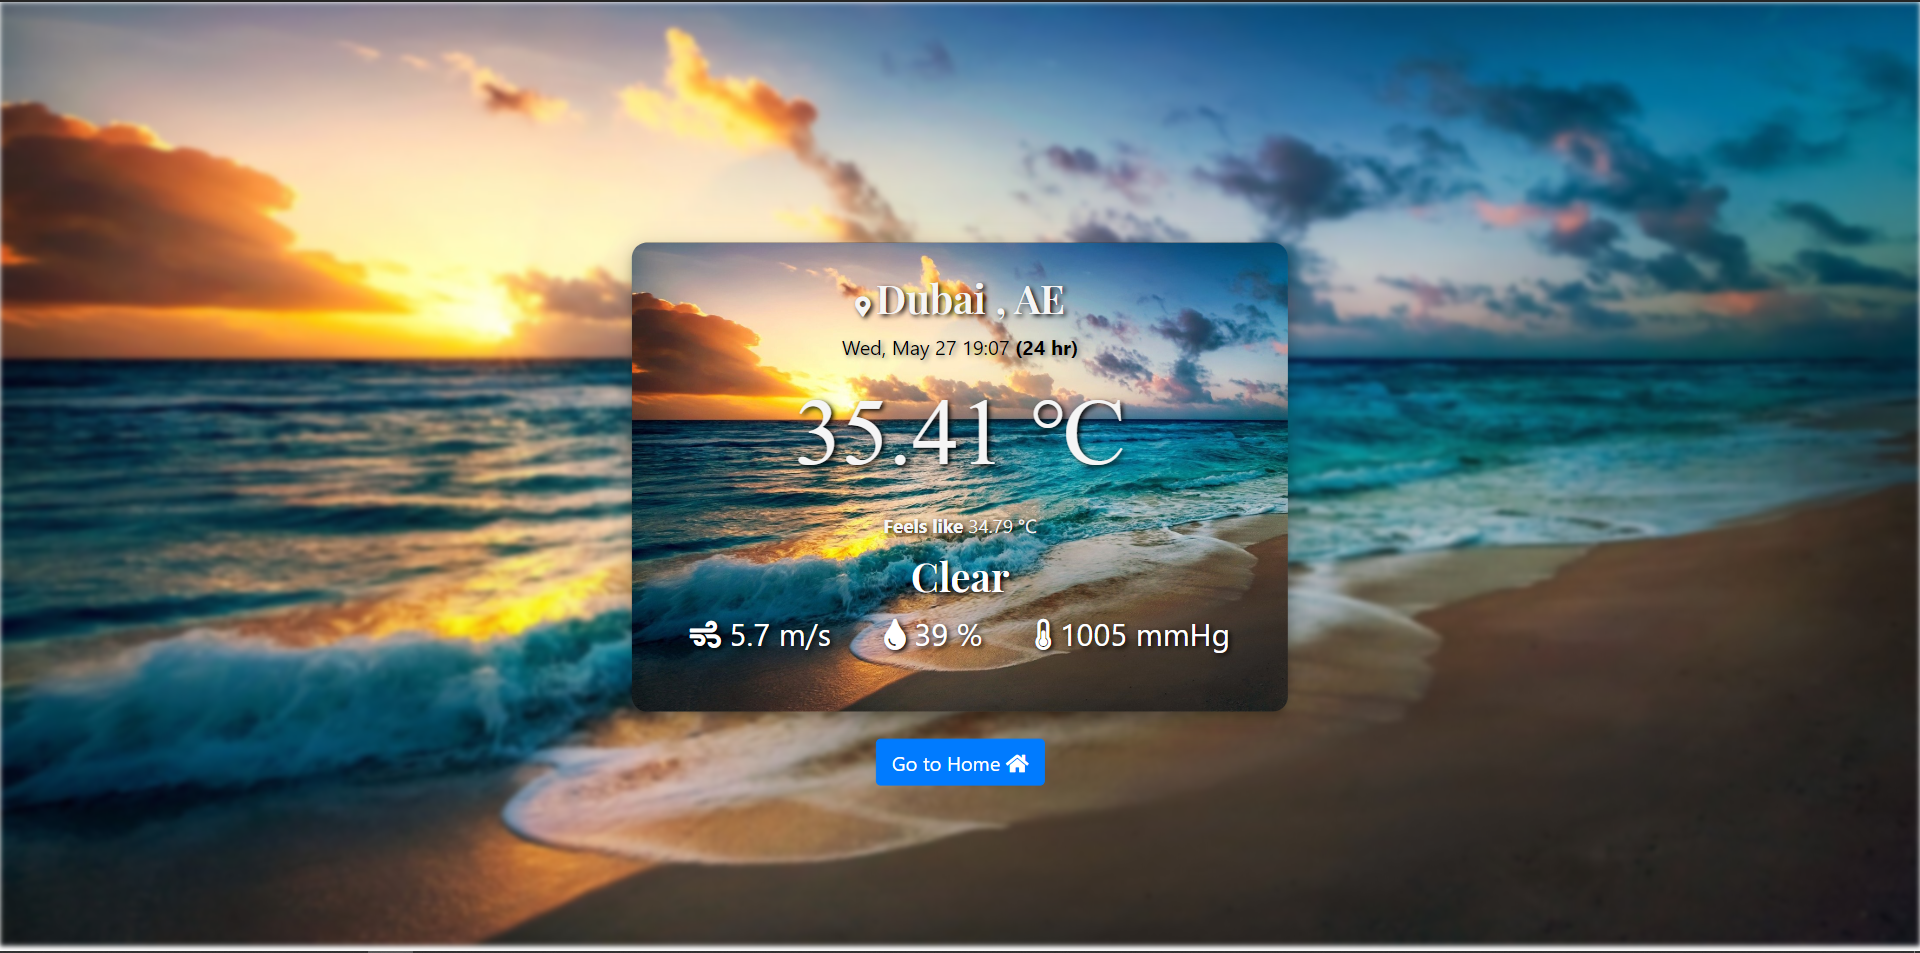 Dubai , AE
Wed, May 27 19:07 (24 hr)
35.41 °C
Feels like 34.79 °C
Clear
5.7 m/s 39 % 1005 mmHg
Go to Home